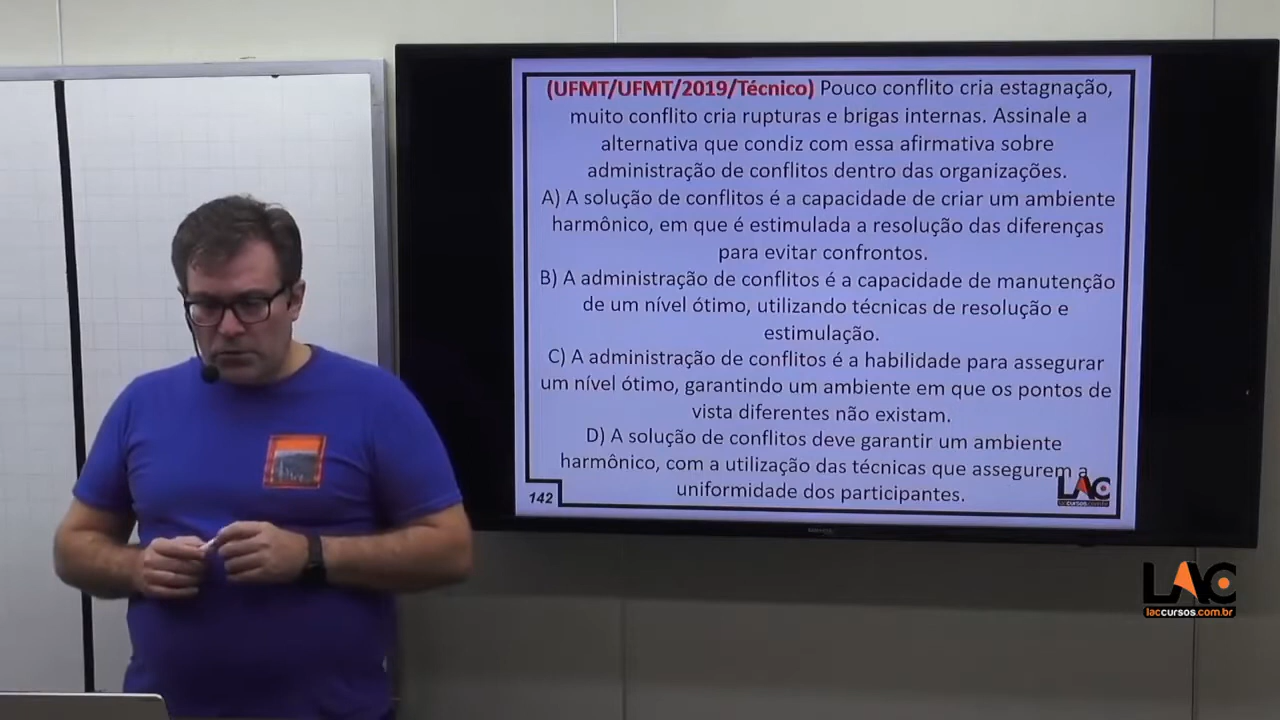 (UFMT/UFMT/2019/Técnico) Pouco conflito cria estagnação,
muito conflito cria rupturas e brigas internas. Assinale a
alternativa que condiz com essa afirmativa sobre
administração de conflitos dentro das organizações.
A) A solução de conflitos é a capacidade de criar um ambiente
harmônico, em que é estimulada a resolução das diferenças
para evitar confrontos.
B) A administração de conflitos é a capacidade de manutenção
de um nível ótimo, utilizando técnicas de resolução e
estimulação.
C) A administração de conflitos é a habilidade para assegurar
um nível ótimo, garantindo um ambiente em que os pontos de
vista diferentes não existam.
D) A solução de conflitos deve garantir um ambiente
harmônico, com a utilização das técnicas que assegurem a
uniformidade dos participantes.
142
LAC
laccursos.com.br
LAC
laccursos.com.br